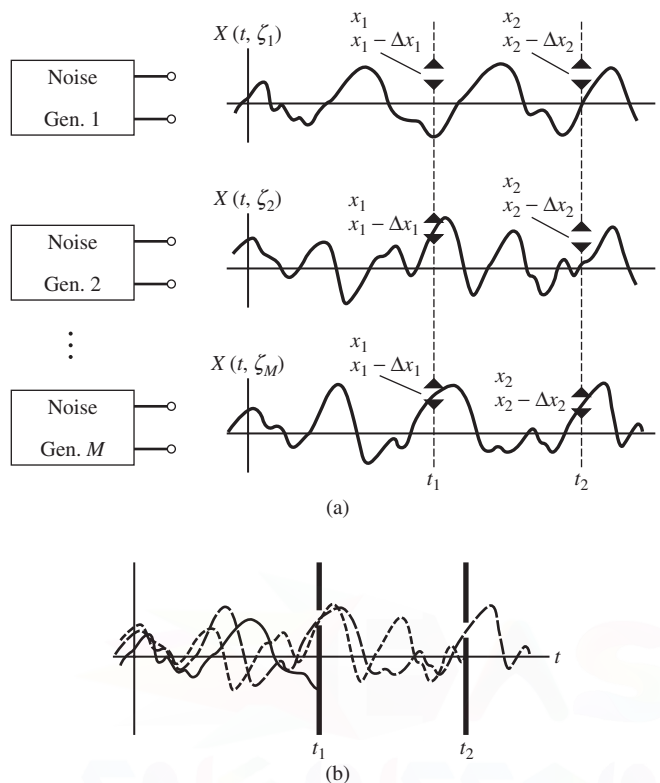 X (t, ζ₁)
x₁
x₁ − Δx₁
x₂
x₂ − Δx₂
Noise
Gen. 1
X (t, ζ₂)
x₁
x₁ − Δx₁
x₂
x₂ − Δx₂
Noise
Gen. 2
⋮
X (t, ζ_M)
x₁
x₁ − Δx₁
x₂
x₂ − Δx₂
Noise
Gen. M
t₁
t₂
(a)
t
t₁
t₂
(b)